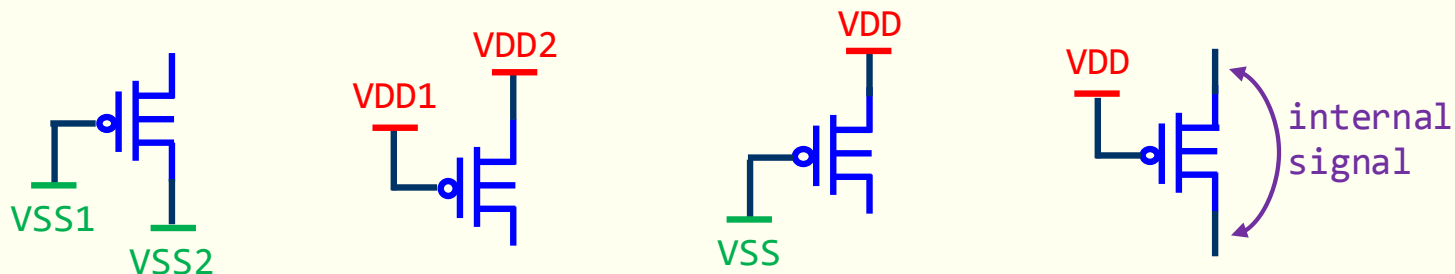 VSS1
VSS2
VDD1
VDD2
VDD
VSS
VDD
internal
signal